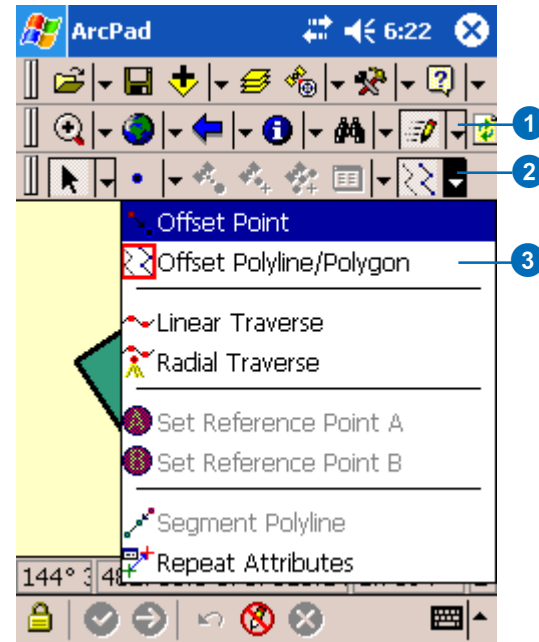 ArcPad 6:22
1
2
Offset Point
Offset Polyline/Polygon 3
Linear Traverse
Radial Traverse
A Set Reference Point A
B Set Reference Point B
Segment Polyline
Repeat Attributes
144°